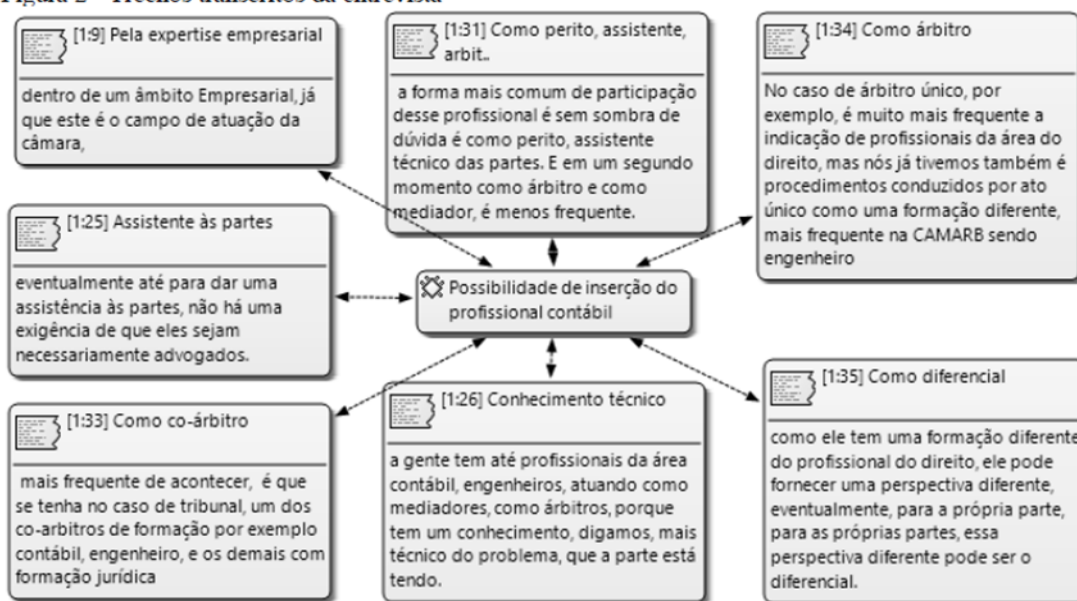 Figura 2 – Trechos transcritos da entrevista
[1:9] Pela expertise empresarial
dentro de um âmbito Empresarial, já
que este é o campo de atuação da
câmara,
[1:31] Como perito, assistente,
arbit..
a forma mais comum de participação
desse profissional é sem sombra de
dúvida é como perito, assistente
técnico das partes. E em um segundo
momento como árbitro e como
mediador, é menos frequente.
[1:34] Como árbitro
No caso de árbitro único, por
exemplo, é muito mais frequente a
indicação de profissionais da área do
direito, mas nós já tivemos também é
procedimentos conduzidos por ato
único como uma formação diferente,
mais frequente na CAMARB sendo
engenheiro
[1:25] Assistente às partes
eventualmente até para dar uma
assistência às partes, não há uma
exigência de que eles sejam
necessariamente advogados.
Possibilidade de inserção do
profissional contábil
[1:33] Como co-árbitro
mais frequente de acontecer, é que
se tenha no caso de tribunal, um dos
co-arbitros de formação por exemplo
contábil, engenheiro, e os demais com
formação jurídica
[1:26] Conhecimento técnico
a gente tem até profissionais da área
contábil, engenheiros, atuando como
mediadores, como árbitros, porque
tem um conhecimento, digamos, mais
técnico do problema, que a parte está
tendo.
[1:35] Como diferencial
como ele tem uma formação diferente
do profissional do direito, ele pode
fornecer uma perspectiva diferente,
eventualmente, para a própria parte,
para as próprias partes, essa
perspectiva diferente pode ser o
diferencial.